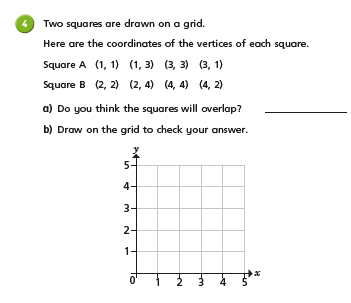 4 Two squares are drawn on a grid.
Here are the coordinates of the vertices of each square.
Square A (1, 1) (1, 3) (3, 3) (3, 1)
Square B (2, 2) (2, 4) (4, 4) (4, 2)
a) Do you think the squares will overlap?
b) Draw on the grid to check your answer.
y
5
4
3
2
1
0 1 2 3 4 5 x